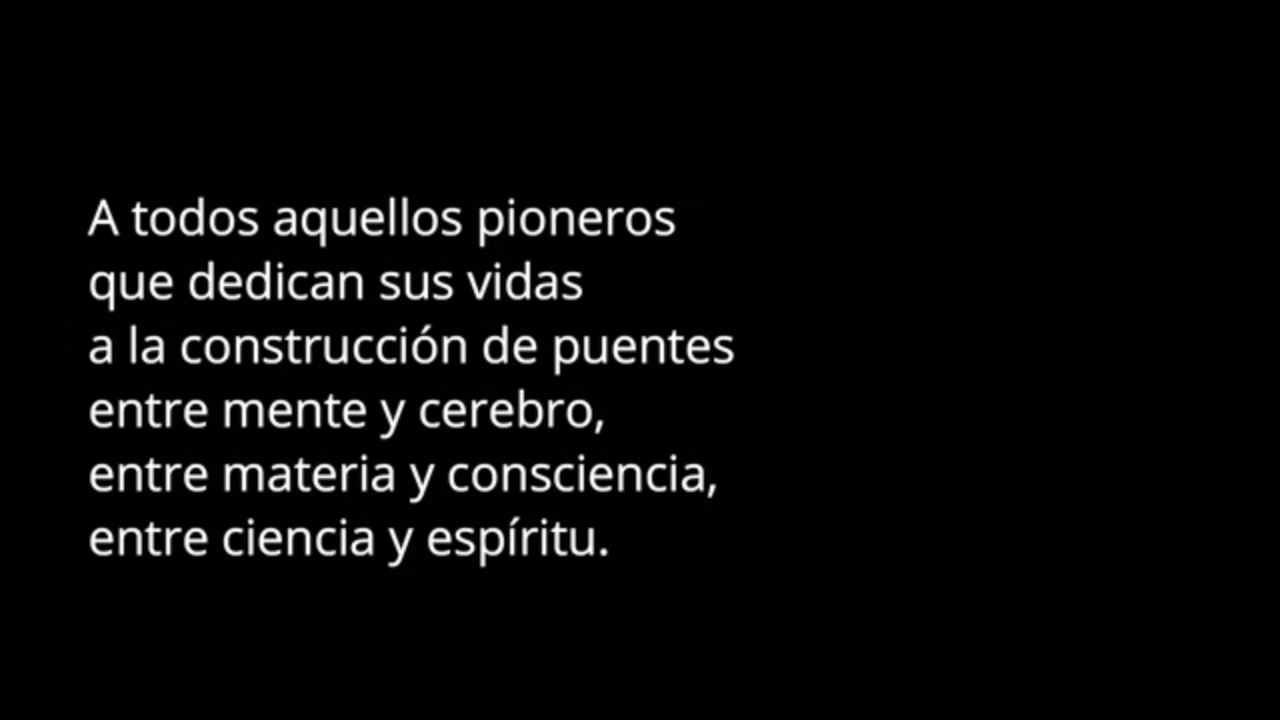 A todos aquellos pioneros
que dedican sus vidas
a la construcción de puentes
entre mente y cerebro,
entre materia y consciencia,
entre ciencia y espíritu.